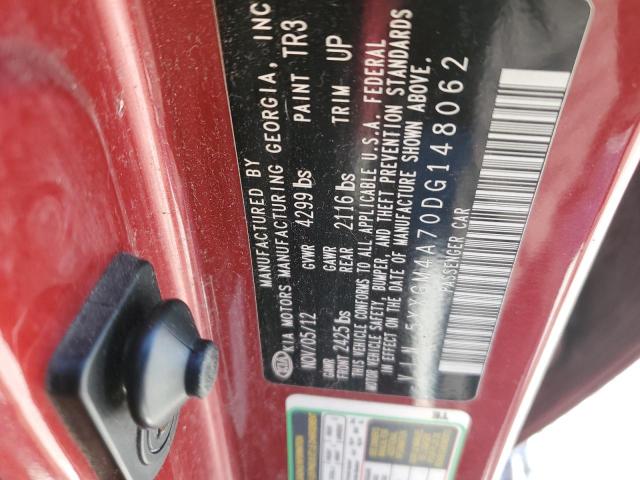 MANUFACTURED BY
KIA MOTORS MANUFACTURING GEORGIA, INC
NOV/05/12 GVWR 4299 lbs PAINT TR3
GAWR FRONT 2425 lbs GAWR REAR 2116 lbs TRIM UP
THIS VEHICLE CONFORMS TO ALL APPLICABLE U.S.A. FEDERAL
MOTOR VEHICLE SAFETY, BUMPER, AND THEFT PREVENTION STANDARDS
IN EFFECT ON THE DATE OF MANUFACTURE SHOWN ABOVE.
V.I.N.: 5XXGM4A70DG148062
PASSENGER CAR